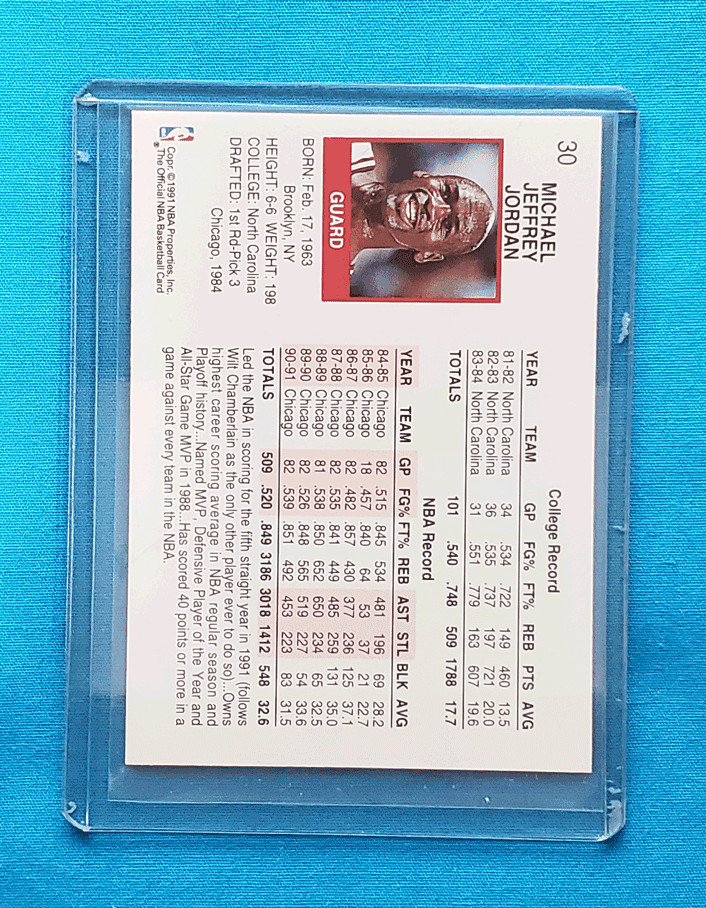 30
MICHAEL
JEFFREY
JORDAN
GUARD
BORN: Feb. 17, 1963
Brooklyn, NY
HEIGHT: 6-6 WEIGHT: 198
COLLEGE: North Carolina
DRAFTED: 1st Rd-Pick 3
Chicago, 1984
NBA
Copr. © 1991 NBA Properties, Inc.
® The Official NBA Basketball Card
College Record
YEAR TEAM GP FG% FT% REB PTS AVG
81-82 North Carolina 34 .534 .722 149 460 13.5
82-83 North Carolina 36 .535 .737 197 721 20.0
83-84 North Carolina 31 .551 .779 163 607 19.6
TOTALS 101 .540 .748 509 1788 17.7
NBA Record
YEAR TEAM GP FG% FT% REB AST STL BLK AVG
84-85 Chicago 82 .515 .845 534 481 196 69 28.2
85-86 Chicago 18 .457 .840 64 53 37 21 22.7
86-87 Chicago 82 .482 .857 430 377 236 125 37.1
87-88 Chicago 82 .535 .841 449 485 259 131 35.0
88-89 Chicago 81 .538 .850 652 650 234 65 32.5
89-90 Chicago 82 .526 .848 565 519 227 54 33.6
90-91 Chicago 82 .539 .851 492 453 223 83 31.5
TOTALS 509 .520 .849 3186 3018 1412 548 32.6
Led the NBA in scoring for the fifth straight year in 1991 (follows
Wilt Chamberlain as the only other player ever to do so)...Owns
highest career scoring average in NBA regular season and
Playoff history...Named MVP, Defensive Player of the Year and
All-Star Game MVP in 1988...Has scored 40 points or more in a
game against every team in the NBA.